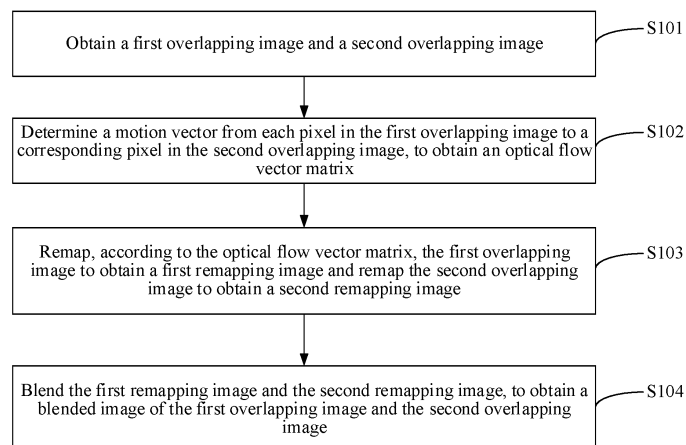 Obtain a first overlapping image and a second overlapping image
S101
Determine a motion vector from each pixel in the first overlapping image to a
corresponding pixel in the second overlapping image, to obtain an optical flow
vector matrix
S102
Remap, according to the optical flow vector matrix, the first overlapping
image to obtain a first remapping image and remap the second overlapping
image to obtain a second remapping image
S103
Blend the first remapping image and the second remapping image, to obtain a
blended image of the first overlapping image and the second overlapping
image
S104